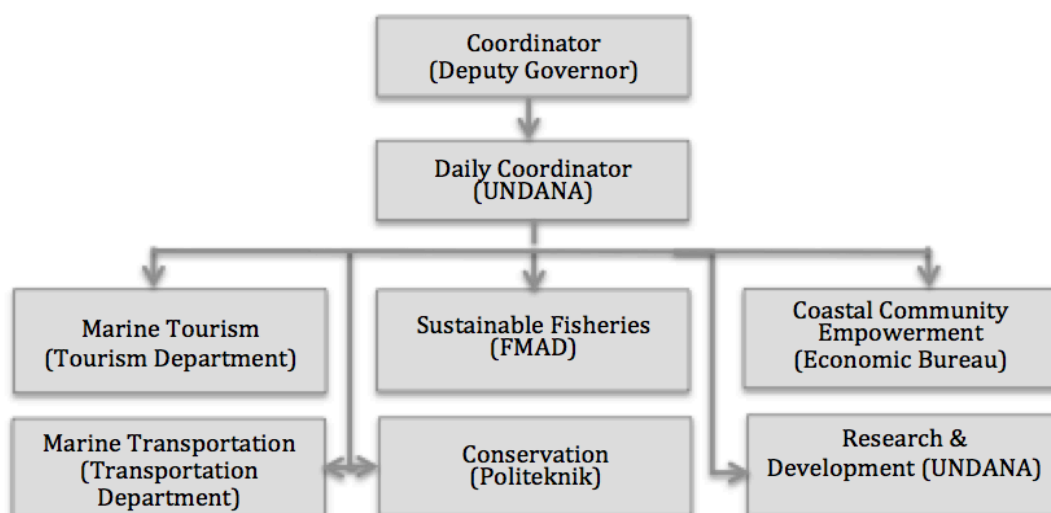 Coordinator
(Deputy Governor)
Daily Coordinator
(UNDANA)
Marine Tourism
(Tourism Department)
Sustainable Fisheries
(FMAD)
Coastal Community
Empowerment
(Economic Bureau)
Marine Transportation
(Transportation
Department)
Conservation
(Politeknik)
Research &
Development (UNDANA)